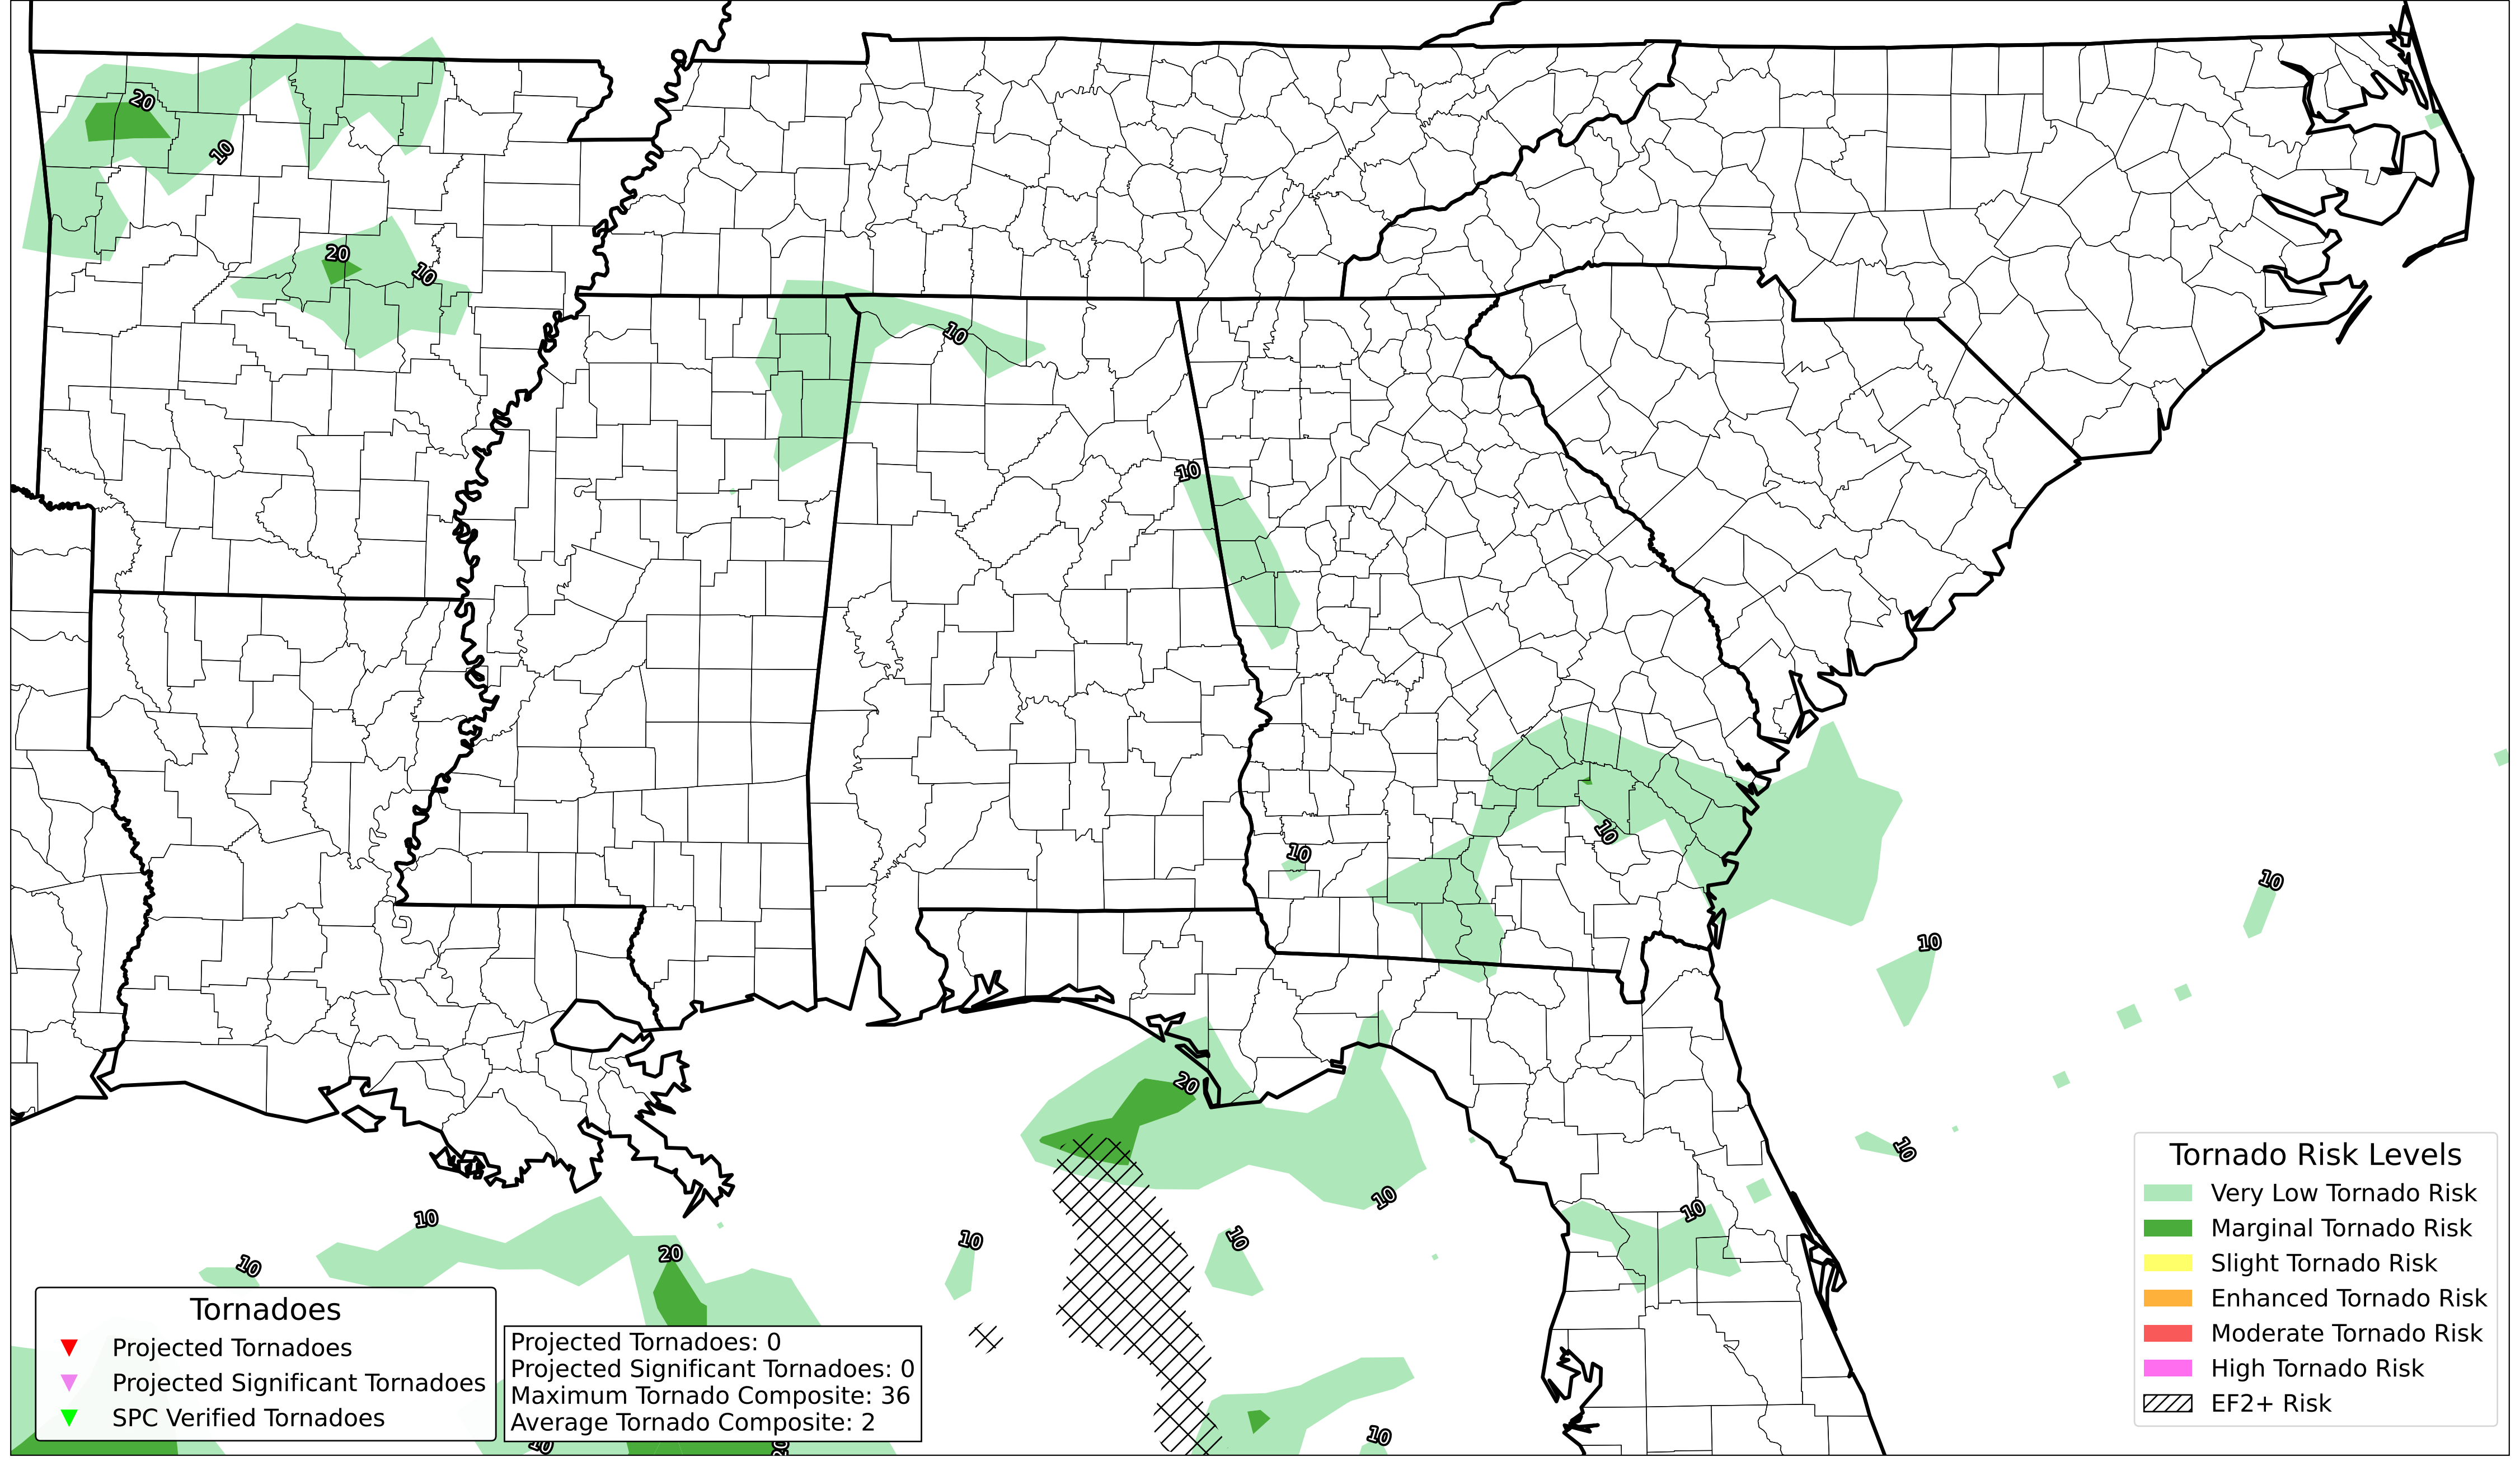 20
10
20
10
10
10
10
10
10
10
20
10
10
10
20
10
10
10
10
10
10
20
Tornadoes
Projected Tornadoes
Projected Significant Tornadoes
SPC Verified Tornadoes
Projected Tornadoes: 0
Projected Significant Tornadoes: 0
Maximum Tornado Composite: 36
Average Tornado Composite: 2
Tornado Risk Levels
Very Low Tornado Risk
Marginal Tornado Risk
Slight Tornado Risk
Enhanced Tornado Risk
Moderate Tornado Risk
High Tornado Risk
EF2+ Risk